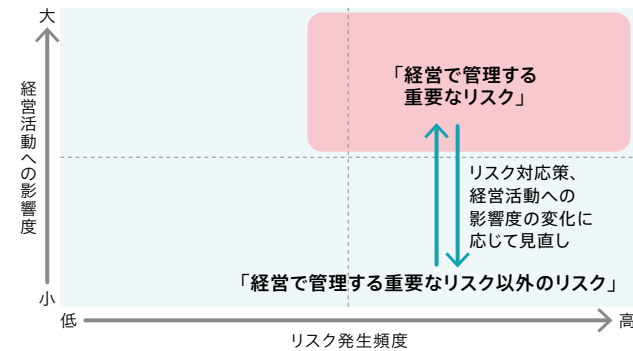 大
経営活動への影響度
小
「経営で管理する
重要なリスク」
リスク対応策、
経営活動への
影響度の変化に
応じて見直し
「経営で管理する重要なリスク以外のリスク」
低
高
リスク発生頻度